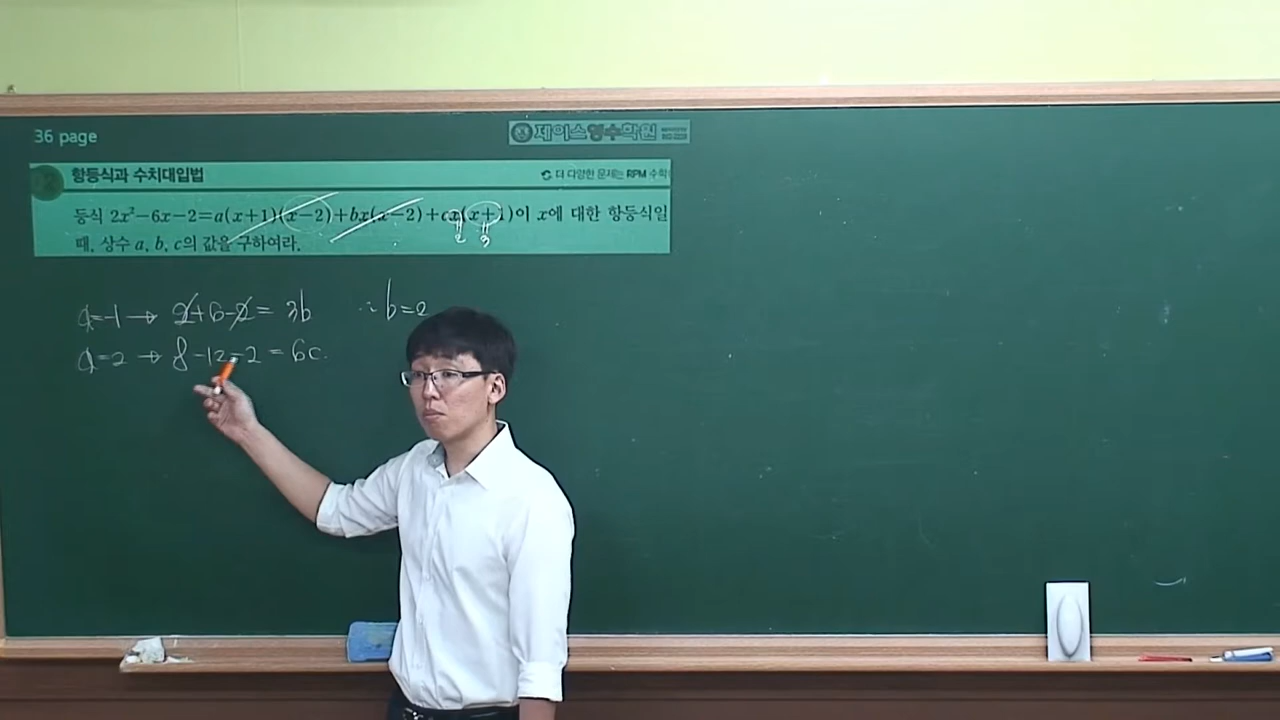 36 page
제이스영수학원
항등식과 수치대입법
더 다양한 문제는 RPM 수학
등식 2x²-6x-2=a(x+1)(x-2)+bx(x-2)+cx(x+1)이 x에 대한 항등식일
때, 상수 a, b, c의 값을 구하여라.
2 3
x=-1 → 2+6-2= 3b ∴ b=2
x=2 → 8-12-2 = 6c.